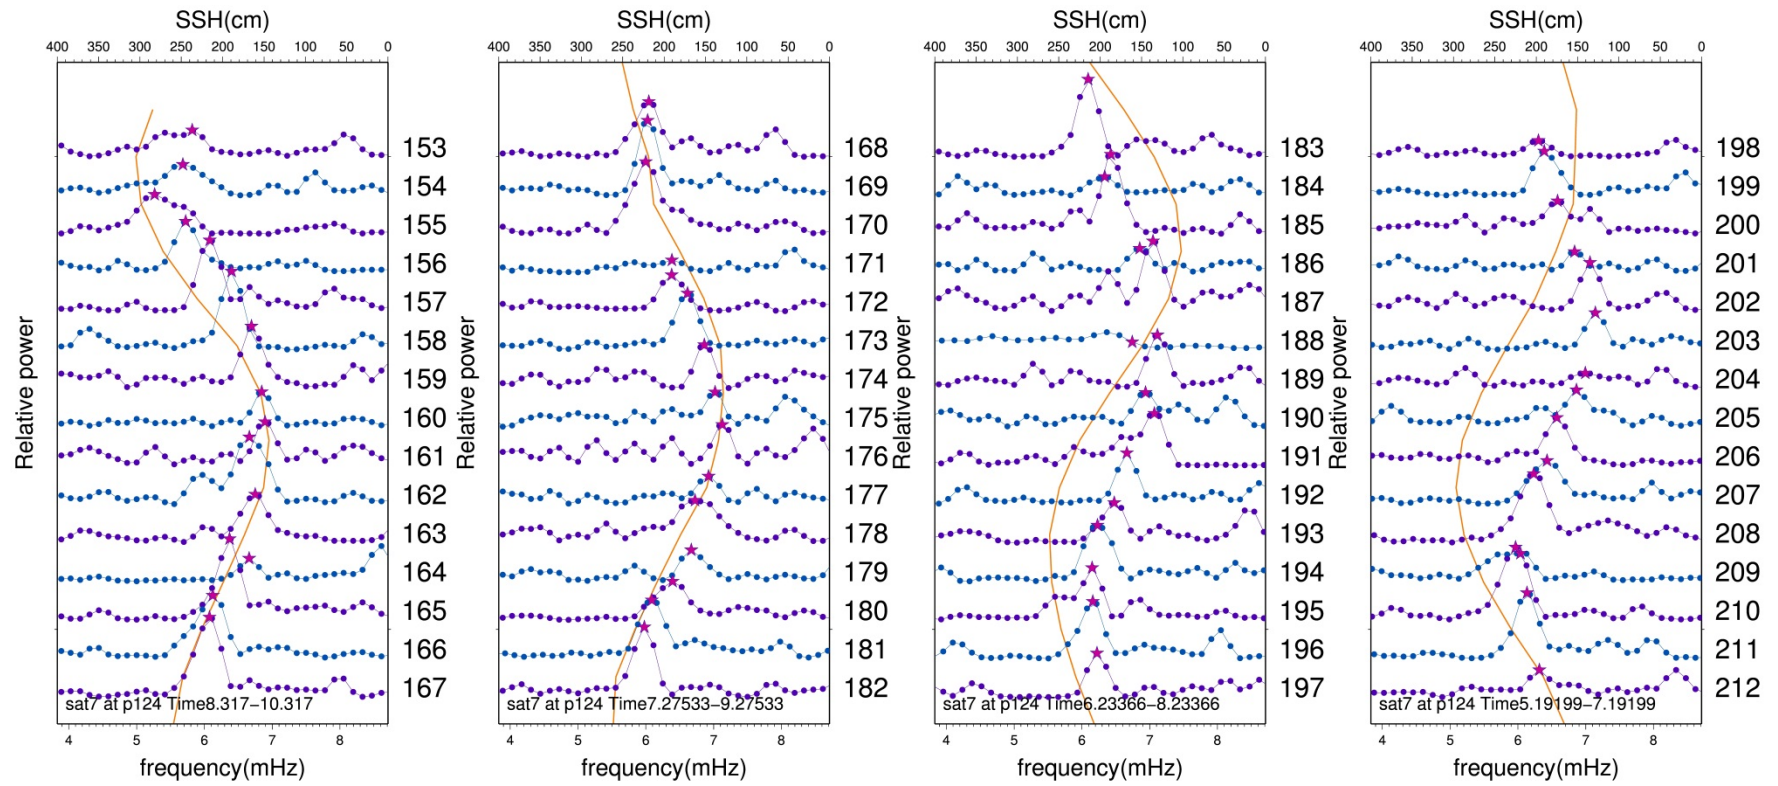 SSH(cm) SSH(cm) SSH(cm) SSH(cm)
400 350 300 250 200 150 100 50 0 400 350 300 250 200 150 100 50 0 400 350 300 250 200 150 100 50 0 400 350 300 250 200 150 100 50 0
153 168 183 198
154 169 184 199
155 170 185 200
156 171 186 201
157 172 187 202
158 173 188 203
159 174 189 204
160 175 190 205
161 176 191 206
162 177 192 207
163 178 193 208
164 179 194 209
165 180 195 210
166 181 196 211
167 182 197 212
Relative power Relative power Relative power Relative power
sat7 at p124 Time8.317−10.317 sat7 at p124 Time7.27533−9.27533 sat7 at p124 Time6.23366−8.23366 sat7 at p124 Time5.19199−7.19199
4 5 6 7 8 4 5 6 7 8 4 5 6 7 8 4 5 6 7 8
frequency(mHz) frequency(mHz) frequency(mHz) frequency(mHz)